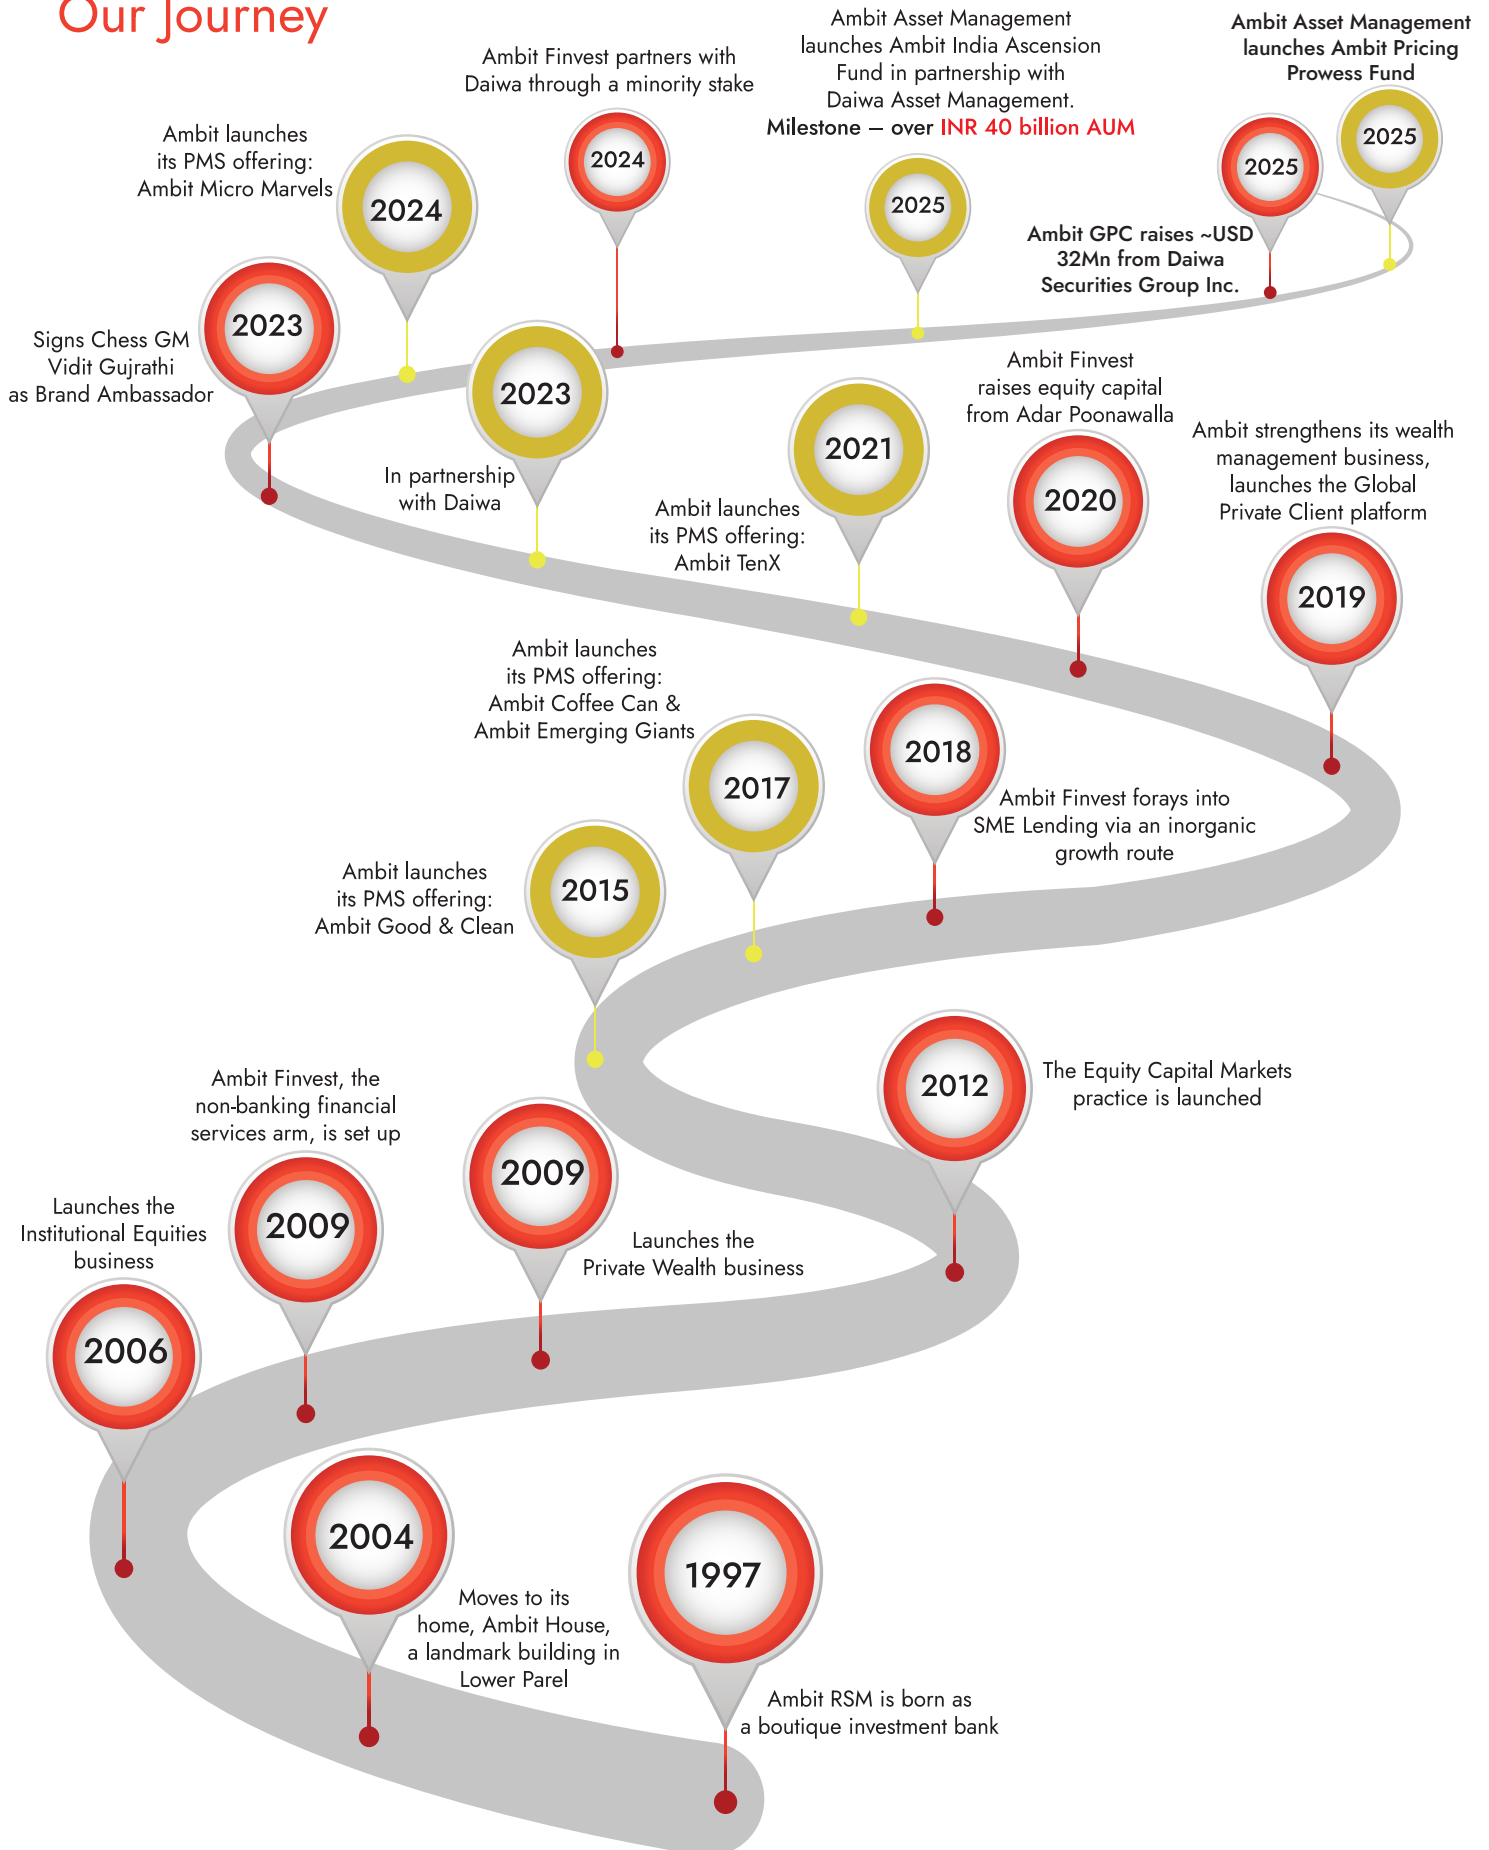 Our Journey
Ambit Asset Management
launches Ambit Pricing
Prowess Fund
2025
Ambit GPC raises ~USD
32Mn from Daiwa
Securities Group Inc.
2025
Ambit Asset Management
launches Ambit India Ascension
Fund in partnership with
Daiwa Asset Management.
Milestone – over INR 40 billion AUM
2025
Ambit Finvest partners with
Daiwa through a minority stake
2024
Ambit launches
its PMS offering:
Ambit Micro Marvels
2024
Signs Chess GM
Vidit Gujrathi
as Brand Ambassador
2023
In partnership
with Daiwa
2023
Ambit launches
its PMS offering:
Ambit TenX
2021
Ambit Finvest
raises equity capital
from Adar Poonawalla
2020
Ambit strengthens its wealth
management business,
launches the Global
Private Client platform
2019
Ambit Finvest forays into
SME Lending via an inorganic
growth route
2018
Ambit launches
its PMS offering:
Ambit Coffee Can &
Ambit Emerging Giants
2017
Ambit launches
its PMS offering:
Ambit Good & Clean
2015
The Equity Capital Markets
practice is launched
2012
Launches the
Private Wealth business
2009
Ambit Finvest, the
non-banking financial
services arm, is set up
2009
Launches the
Institutional Equities
business
2006
Moves to its
home, Ambit House,
a landmark building in
Lower Parel
2004
Ambit RSM is born as
a boutique investment bank
1997